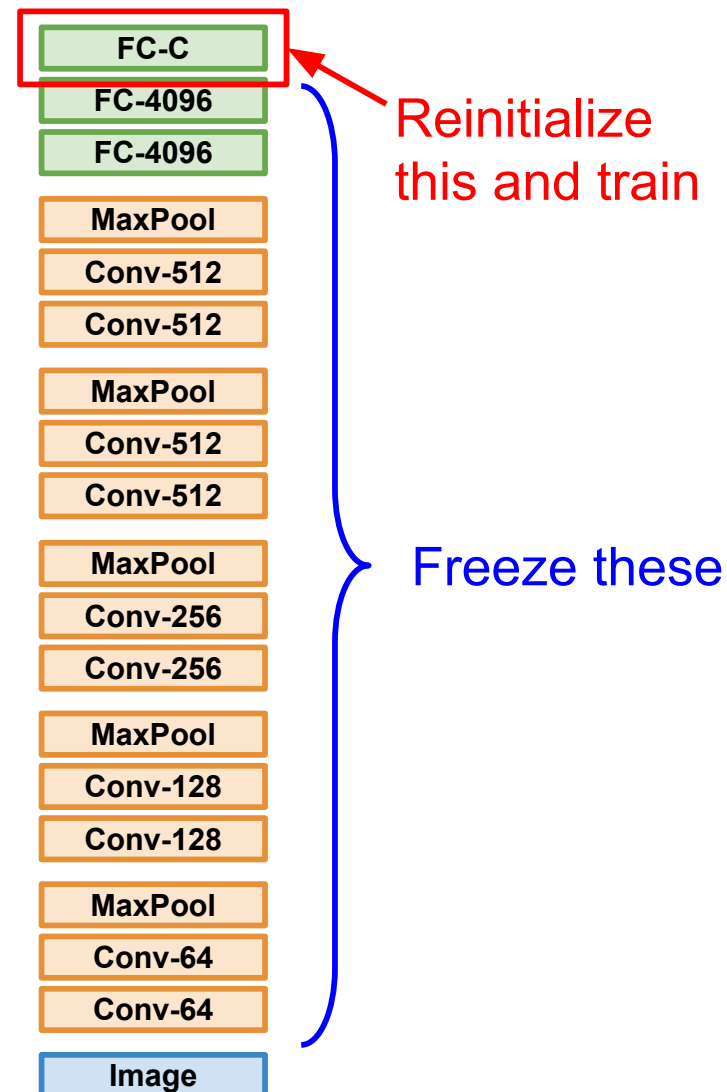 FC-C
FC-4096
FC-4096
MaxPool
Conv-512
Conv-512
MaxPool
Conv-512
Conv-512
MaxPool
Conv-256
Conv-256
MaxPool
Conv-128
Conv-128
MaxPool
Conv-64
Conv-64
Image
Reinitialize
this and train
Freeze these